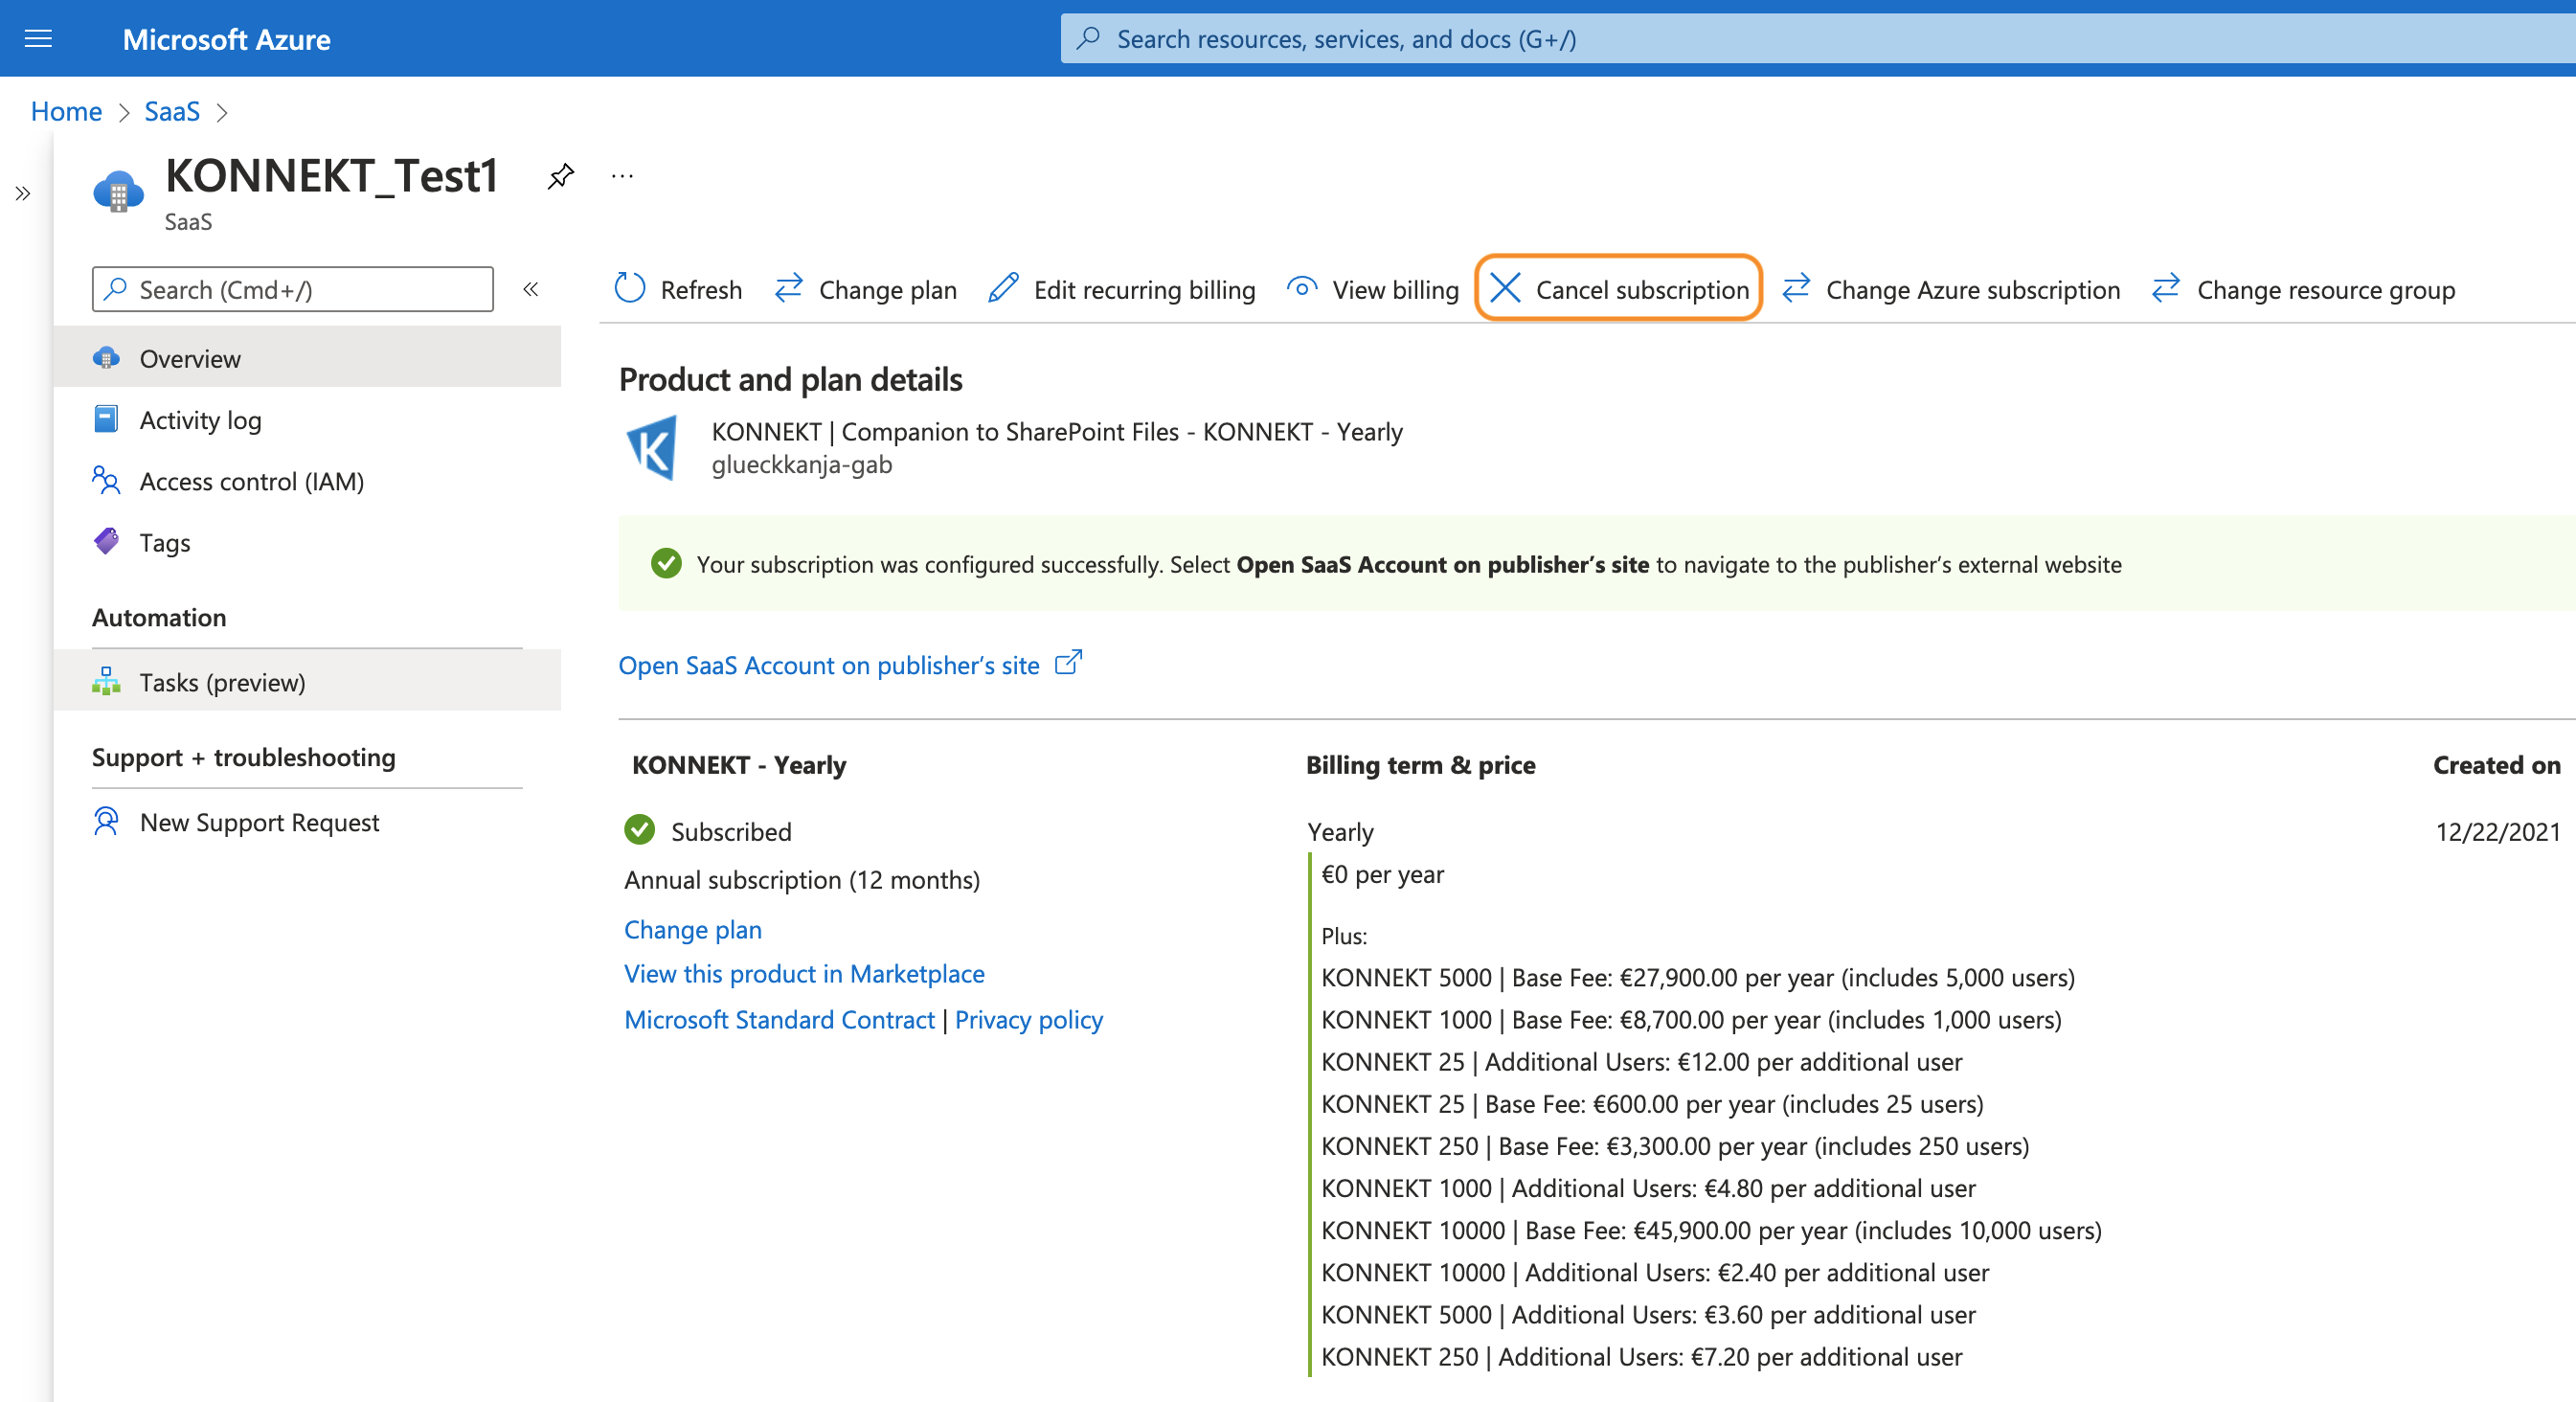 Microsoft Azure
Search resources, services, and docs (G+/)
Home > SaaS >
KONNEKT_Test1
...
SaaS
Search (Cmd+/)
Refresh
Change plan
Edit recurring billing
View billing
Cancel subscription
Change Azure subscription
Change resource group
Overview
Activity log
Access control (IAM)
Tags
Automation
Tasks (preview)
Support + troubleshooting
New Support Request
Product and plan details
K
KONNEKT | Companion to SharePoint Files - KONNEKT - Yearly
glueckkanja-gab
Your subscription was configured successfully. Select Open SaaS Account on publisher’s site to navigate to the publisher’s external website
Open SaaS Account on publisher’s site
KONNEKT - Yearly
Subscribed
Annual subscription (12 months)
Change plan
View this product in Marketplace
Microsoft Standard Contract | Privacy policy
Billing term & price
Yearly
€0 per year
Plus:
KONNEKT 5000 | Base Fee: €27,900.00 per year (includes 5,000 users)
KONNEKT 1000 | Base Fee: €8,700.00 per year (includes 1,000 users)
KONNEKT 25 | Additional Users: €12.00 per additional user
KONNEKT 25 | Base Fee: €600.00 per year (includes 25 users)
KONNEKT 250 | Base Fee: €3,300.00 per year (includes 250 users)
KONNEKT 1000 | Additional Users: €4.80 per additional user
KONNEKT 10000 | Base Fee: €45,900.00 per year (includes 10,000 users)
KONNEKT 10000 | Additional Users: €2.40 per additional user
KONNEKT 5000 | Additional Users: €3.60 per additional user
KONNEKT 250 | Additional Users: €7.20 per additional user
Created on
12/22/2021